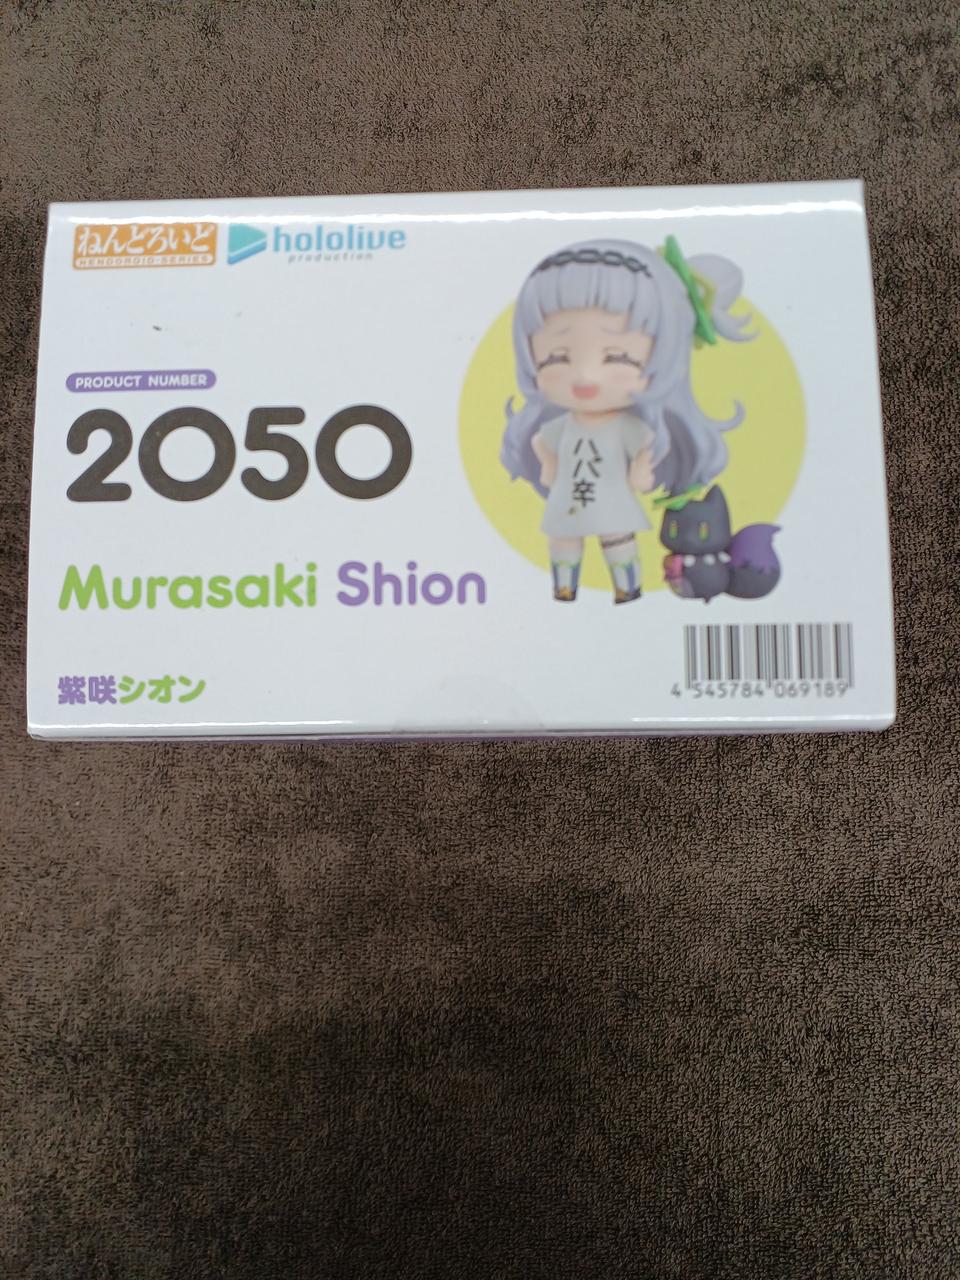 ねんどろいど
NENDOROID-SERIES
hololive
production
PRODUCT NUMBER
2050
Murasaki Shion
紫咲シオン
ババ卒
4 545784 069189